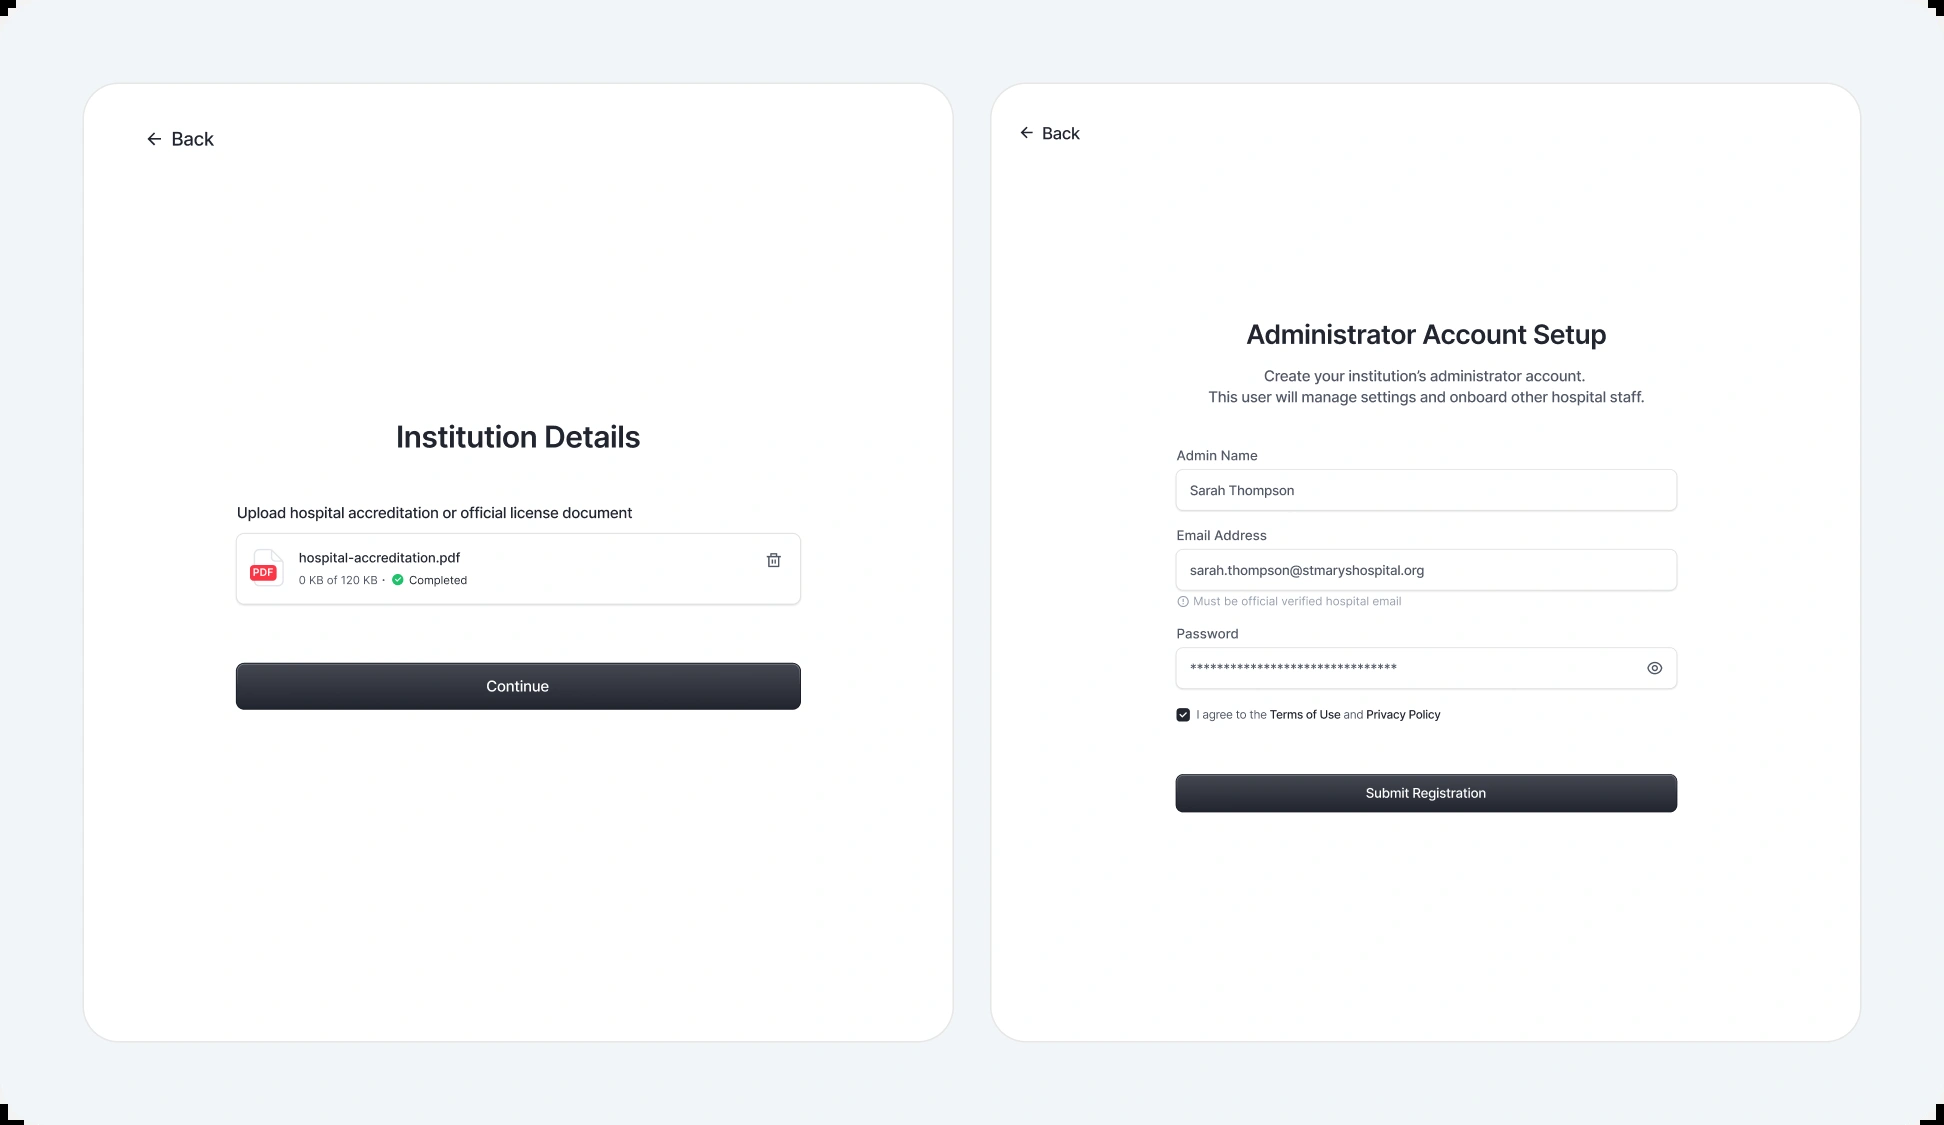 Back
Institution Details
Upload hospital accreditation or official license document
PDF
hospital-accreditation.pdf
0 KB of 120 KB · Completed
Continue
Back
Administrator Account Setup
Create your institution’s administrator account.
This user will manage settings and onboard other hospital staff.
Admin Name
Sarah Thompson
Email Address
sarah.thompson@stmaryshospital.org
Must be official verified hospital email
Password
*******************************
I agree to the Terms of Use and Privacy Policy
Submit Registration